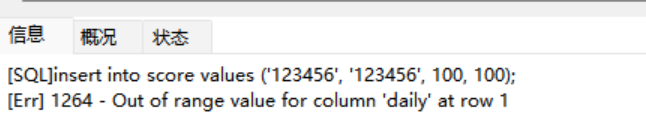 信息 概况 状态
[SQL]insert into score values ('123456', '123456', 100, 100);
[Err] 1264 - Out of range value for column 'daily' at row 1